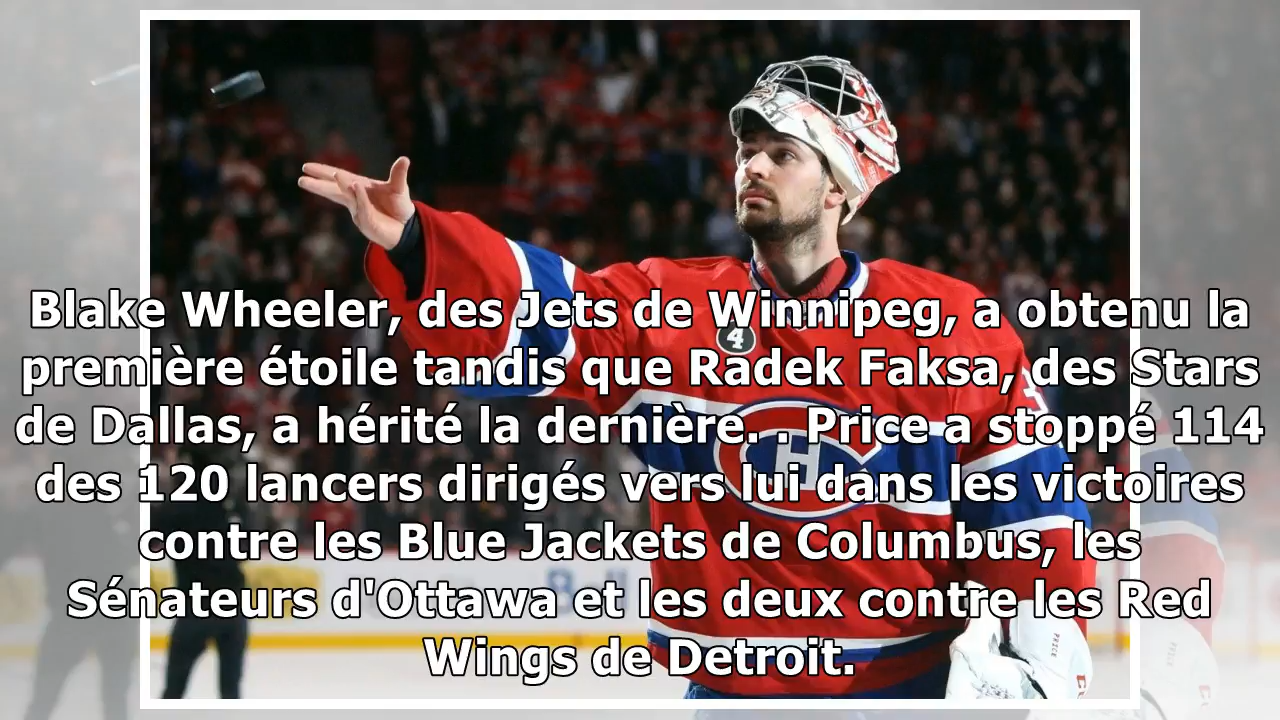 Blake Wheeler, des Jets de Winnipeg, a obtenu la
première étoile tandis que Radek Faksa, des Stars
de Dallas, a hérité la dernière. . Price a stoppé 114
des 120 lancers dirigés vers lui dans les victoires
contre les Blue Jackets de Columbus, les
Sénateurs d'Ottawa et les deux contre les Red
Wings de Detroit.
4
PRICE